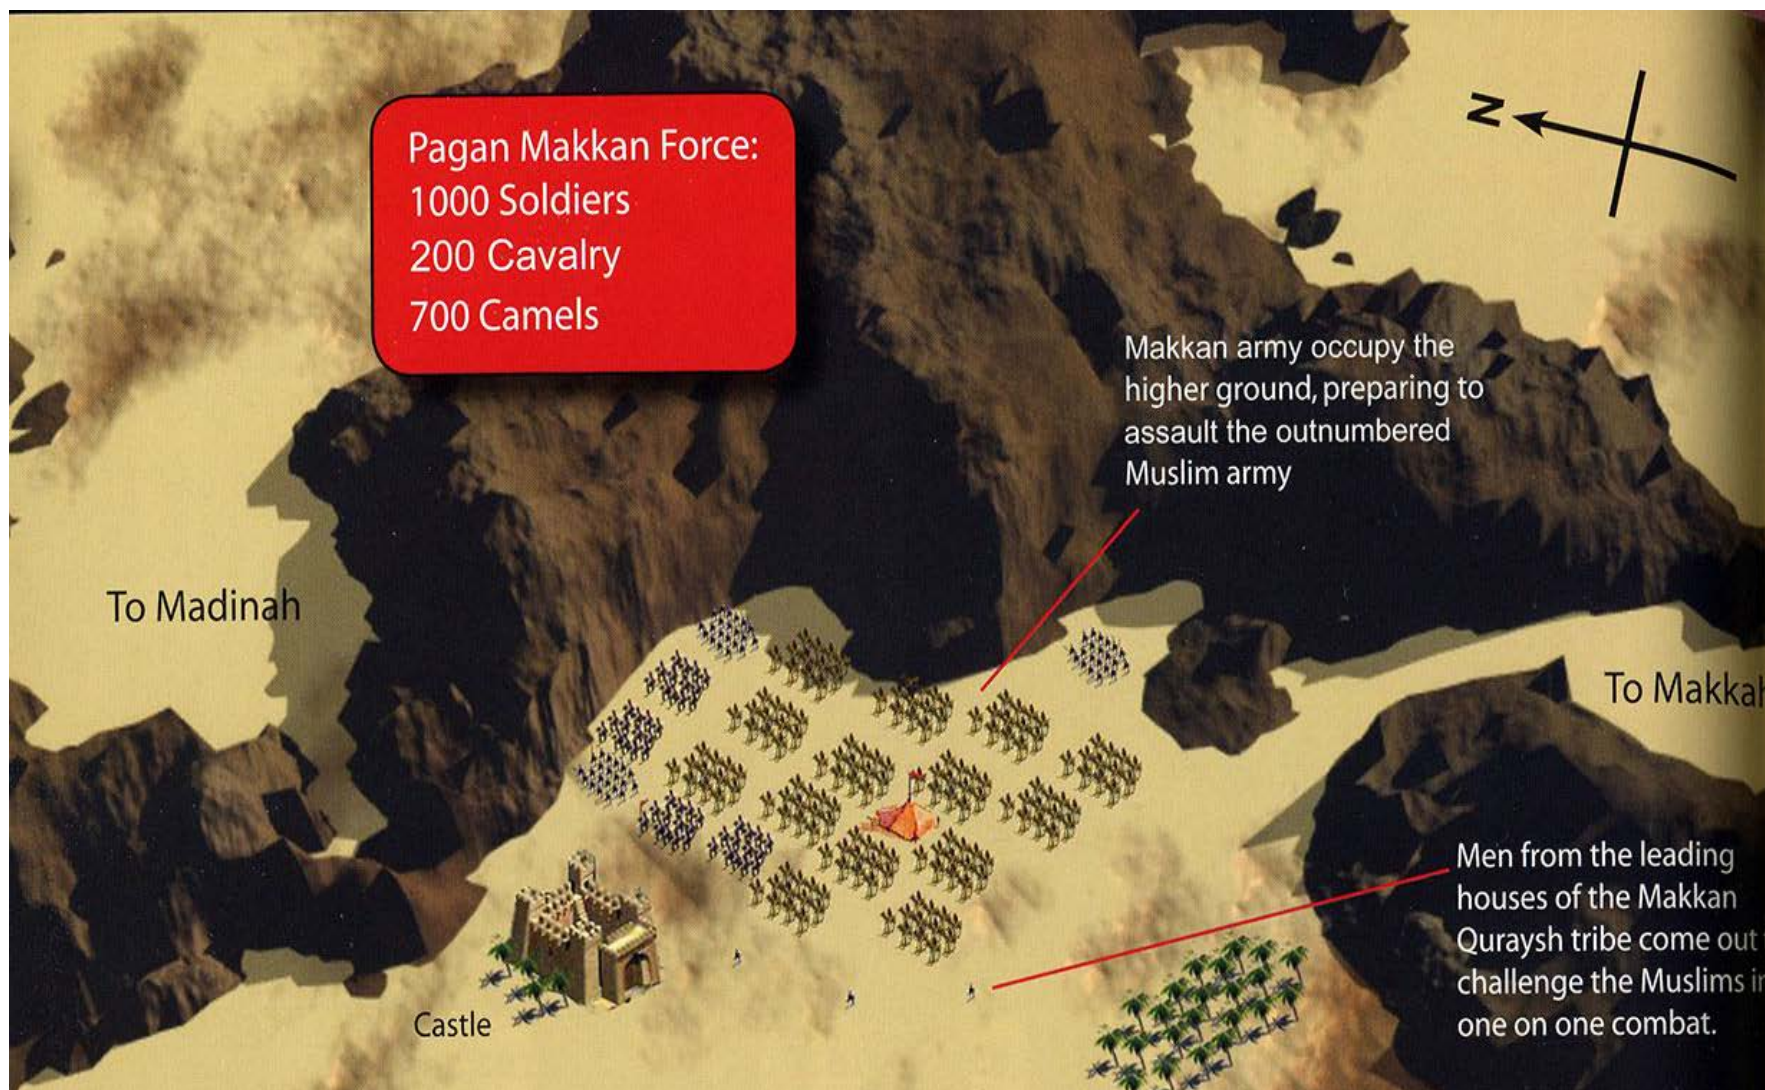 Pagan Makkan Force:
1000 Soldiers
200 Cavalry
700 Camels
N
Makkan army occupy the
higher ground, preparing to
assault the outnumbered
Muslim army
To Madinah
To Makkah
Men from the leading
houses of the Makkan
Quraysh tribe come out
challenge the Muslims in
one on one combat.
Castle